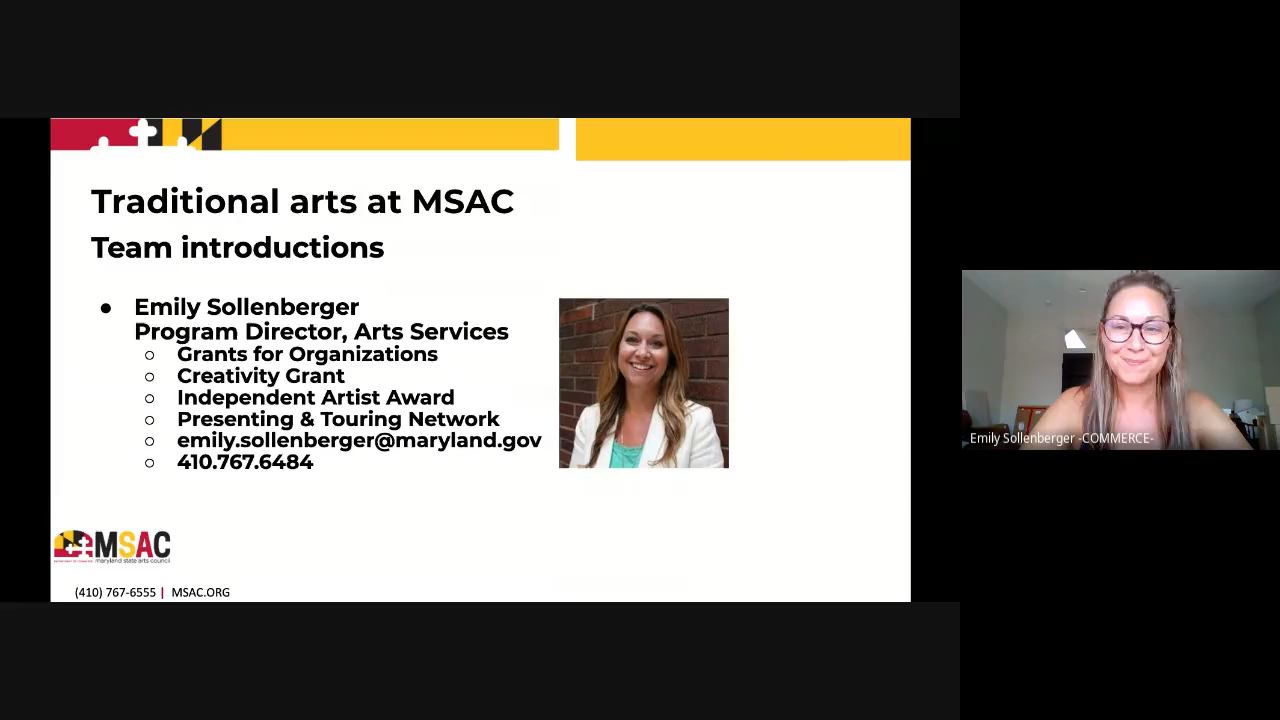 Traditional arts at MSAC
Team introductions
● Emily Sollenberger
Program Director, Arts Services
○ Grants for Organizations
○ Creativity Grant
○ Independent Artist Award
○ Presenting & Touring Network
○ emily.sollenberger@maryland.gov
○ 410.767.6484
MSAC
maryland state arts council
(410) 767-6555 | MSAC.ORG
Emily Sollenberger -COMMERCE-